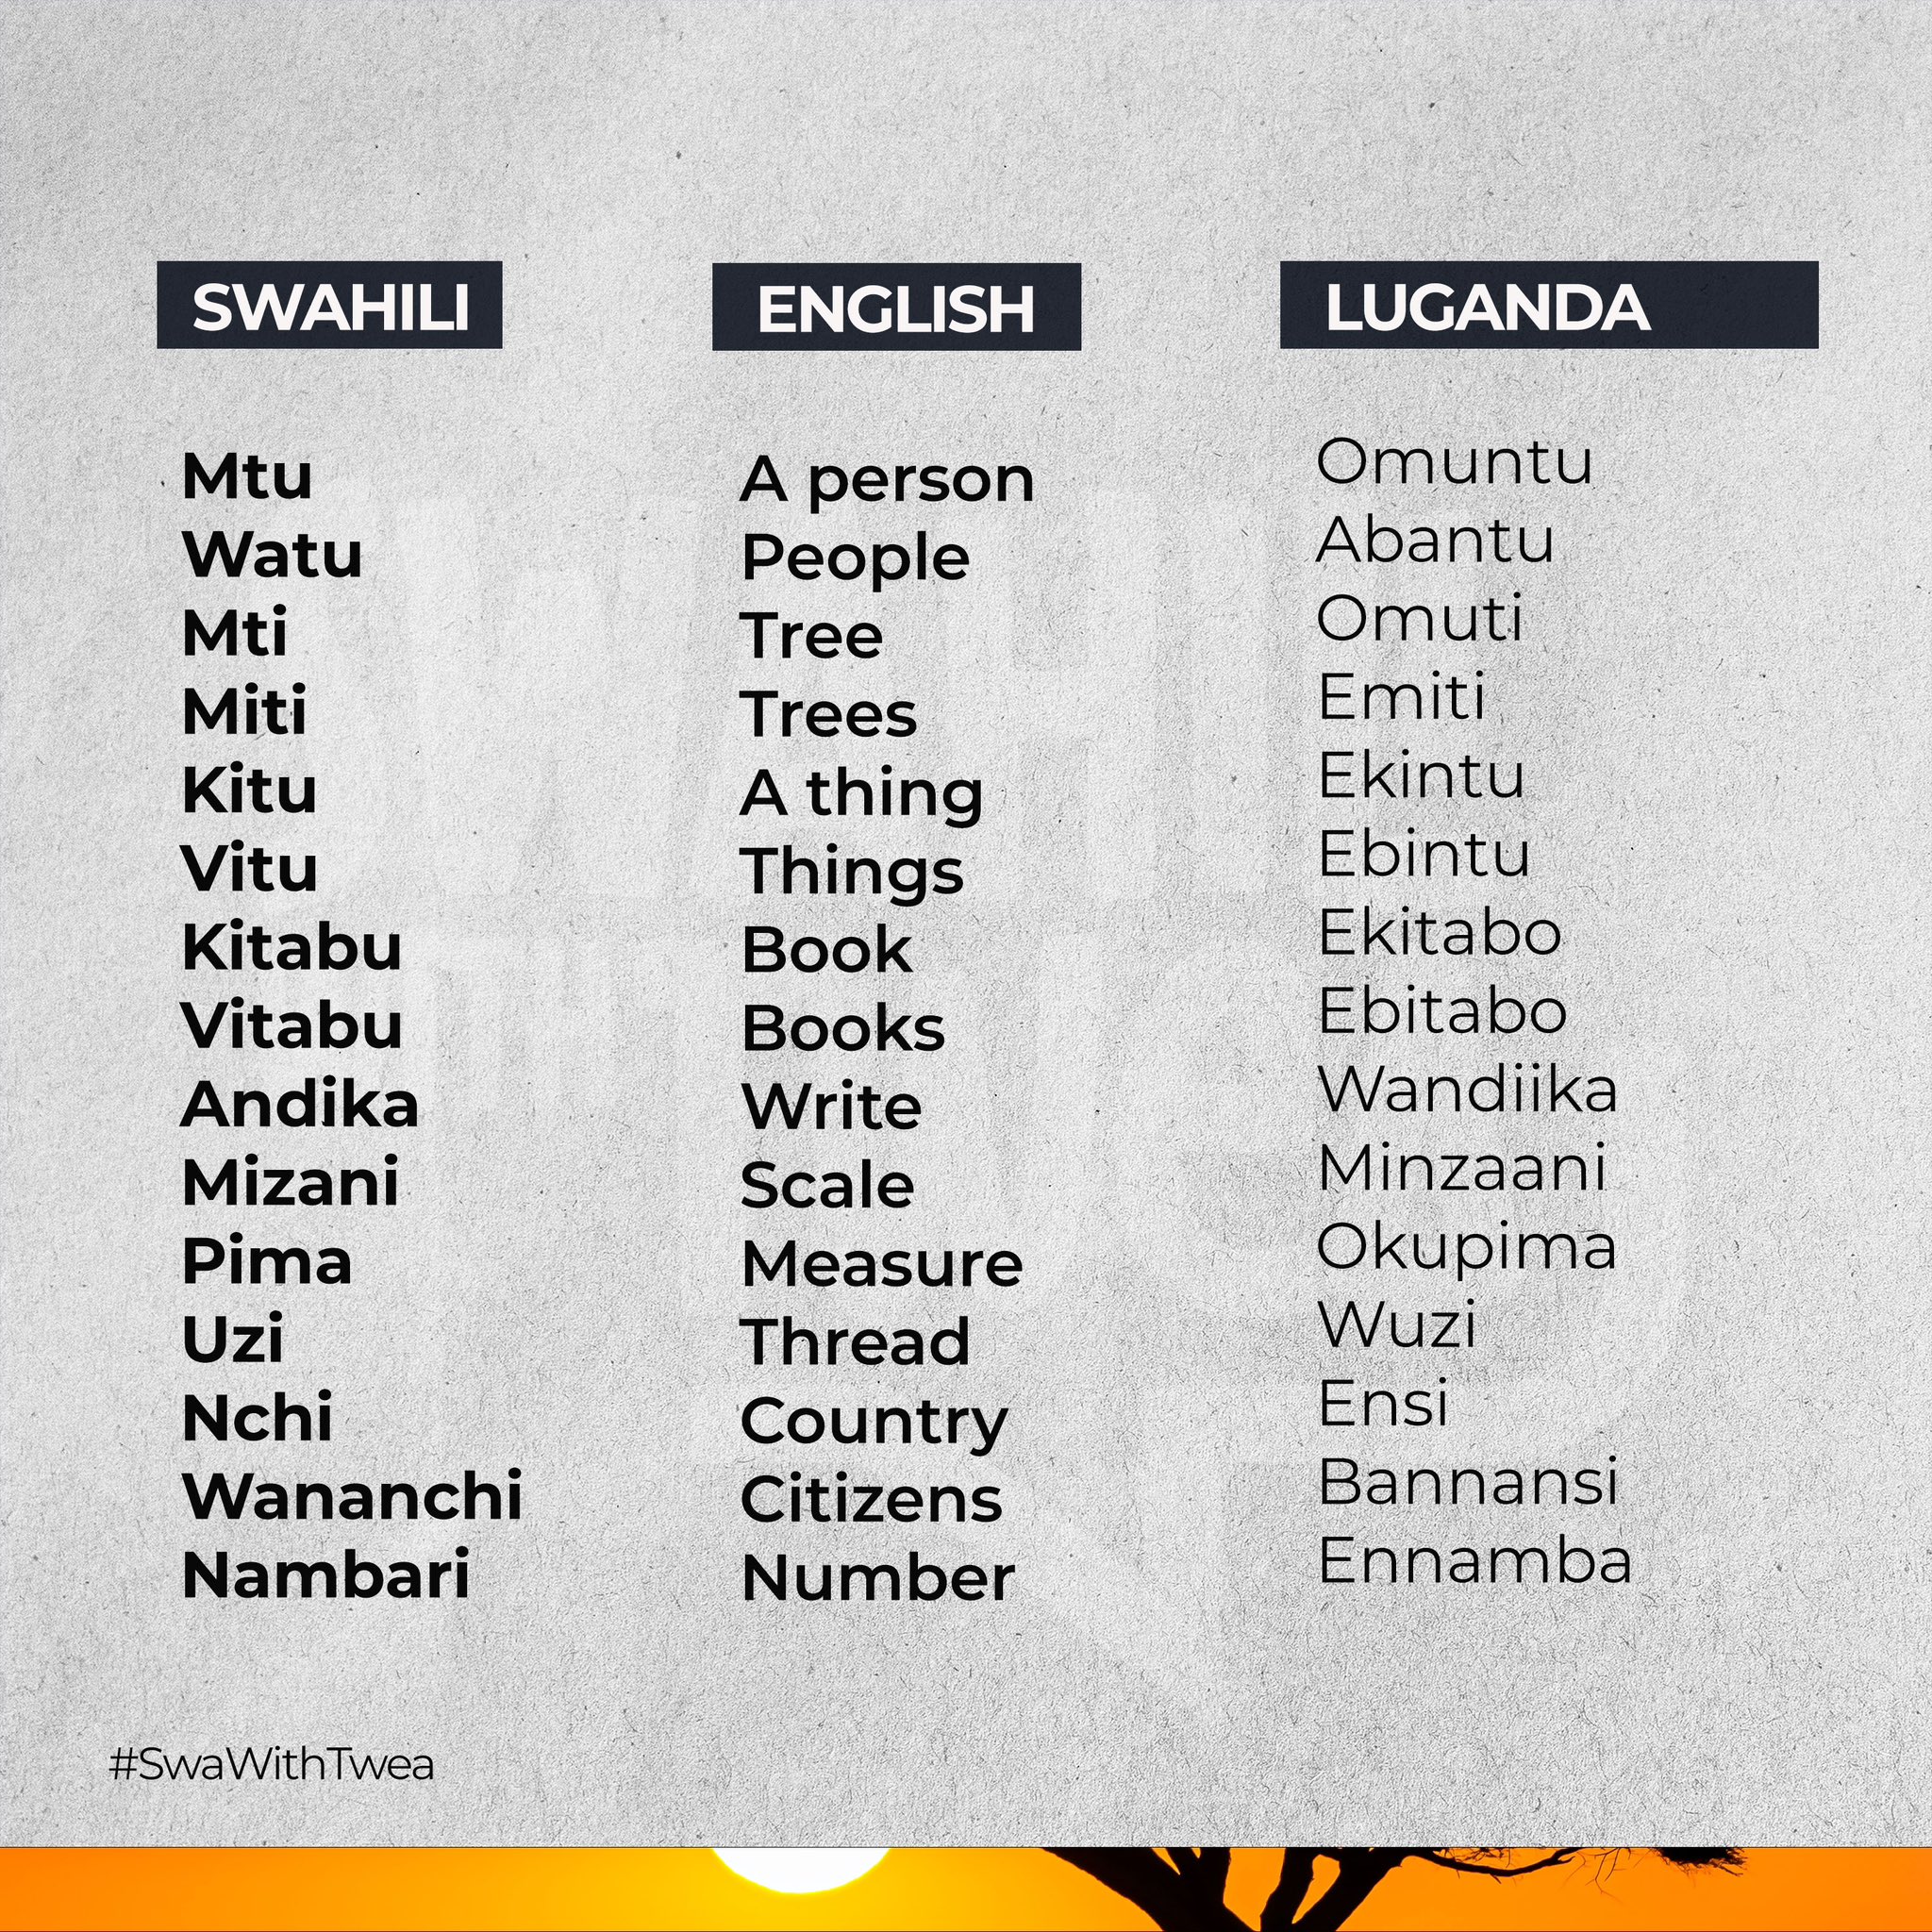 SWAHILI ENGLISH LUGANDA
Mtu A person Omuntu
Watu People Abantu
Mti Tree Omuti
Miti Trees Emiti
Kitu A thing Ekintu
Vitu Things Ebintu
Kitabu Book Ekitabo
Vitabu Books Ebitabo
Andika Write Wandiika
Mizani Scale Minzaani
Pima Measure Okupima
Uzi Thread Wuzi
Nchi Country Ensi
Wananchi Citizens Bannansi
Nambari Number Ennamba
#SwaWithTwea